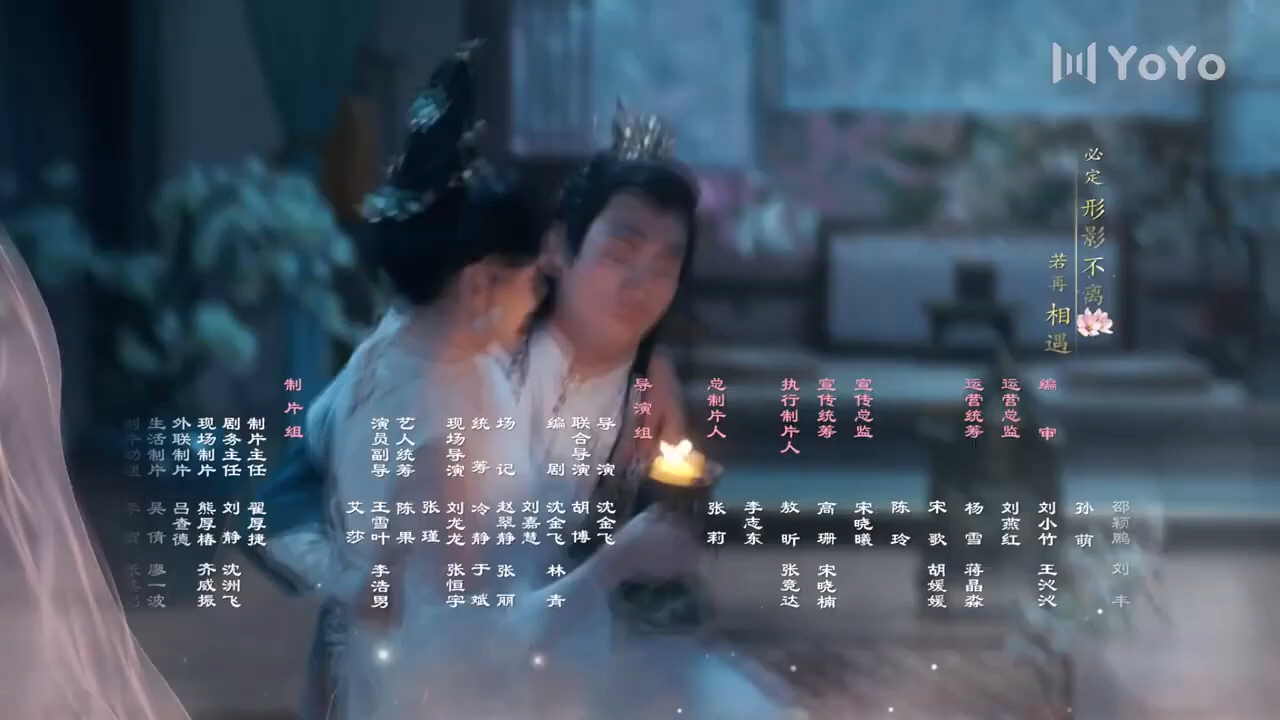 YoYo
必定形影不离
若再相遇
邵颖鹏 刘丰
孙萌
编审 刘小竹 王沁沁
运营总监 刘燕红
运营统筹 杨雪 蒋晶淼
宋歌 胡媛媛
陈玲
宣传总监 宋晓曦
宣传统筹 高珊 宋晓楠
执行制片人 敖昕 张竞达
李志东
总制片人 张莉
导演组
导演 沈金飞
联合导演 胡博
编剧 沈金飞 林青
刘嘉慧
场记 赵翠静 张丽
统筹 冷静 于斌
现场导演 刘龙龙 张恒宇
张瑾
艺人统筹 陈果
演员副导 王雪叶 李浩男
艾莎
制片组
制片主任 翟厚捷
剧务主任 刘静 沈洲飞
现场制片 熊厚椿 齐威振
外联制片 吕查德
生活制片 吴倩 廖一波
制片助理